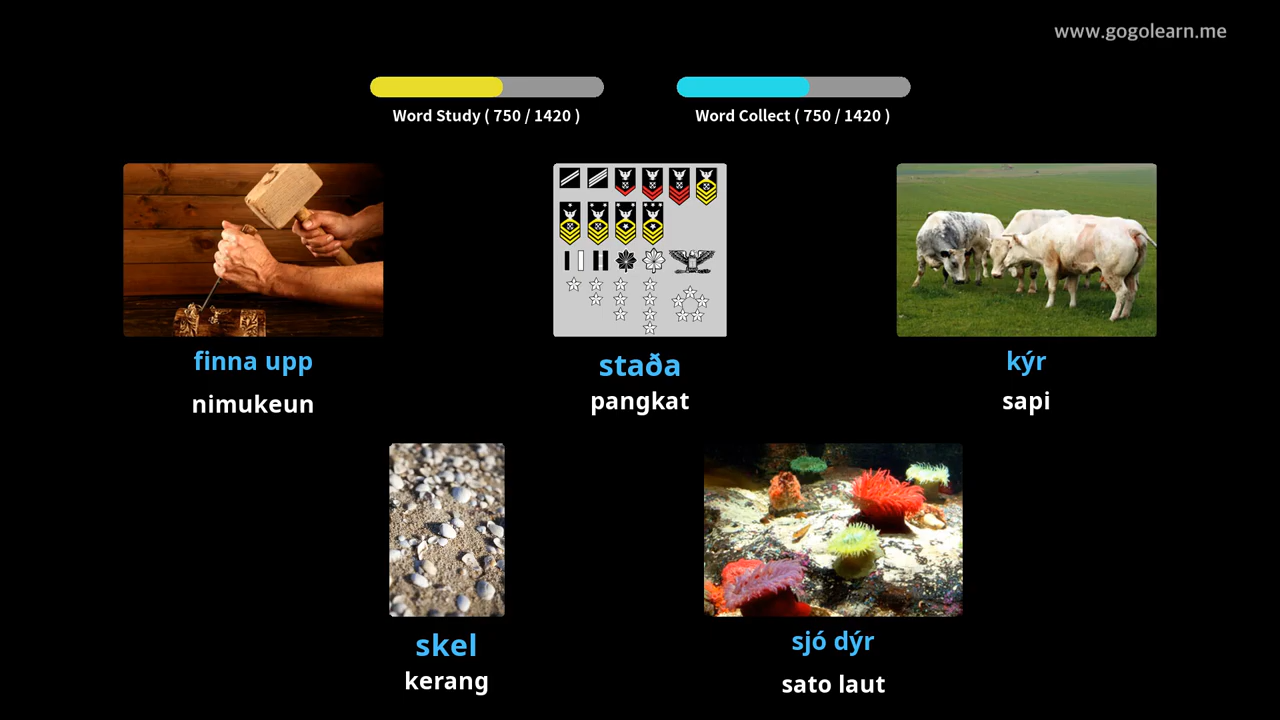 www.gogolearn.me
Word Study ( 750 / 1420 )
Word Collect ( 750 / 1420 )
finna upp
nimukeun
staða
pangkat
kýr
sapi
skel
kerang
sjó dýr
sato laut